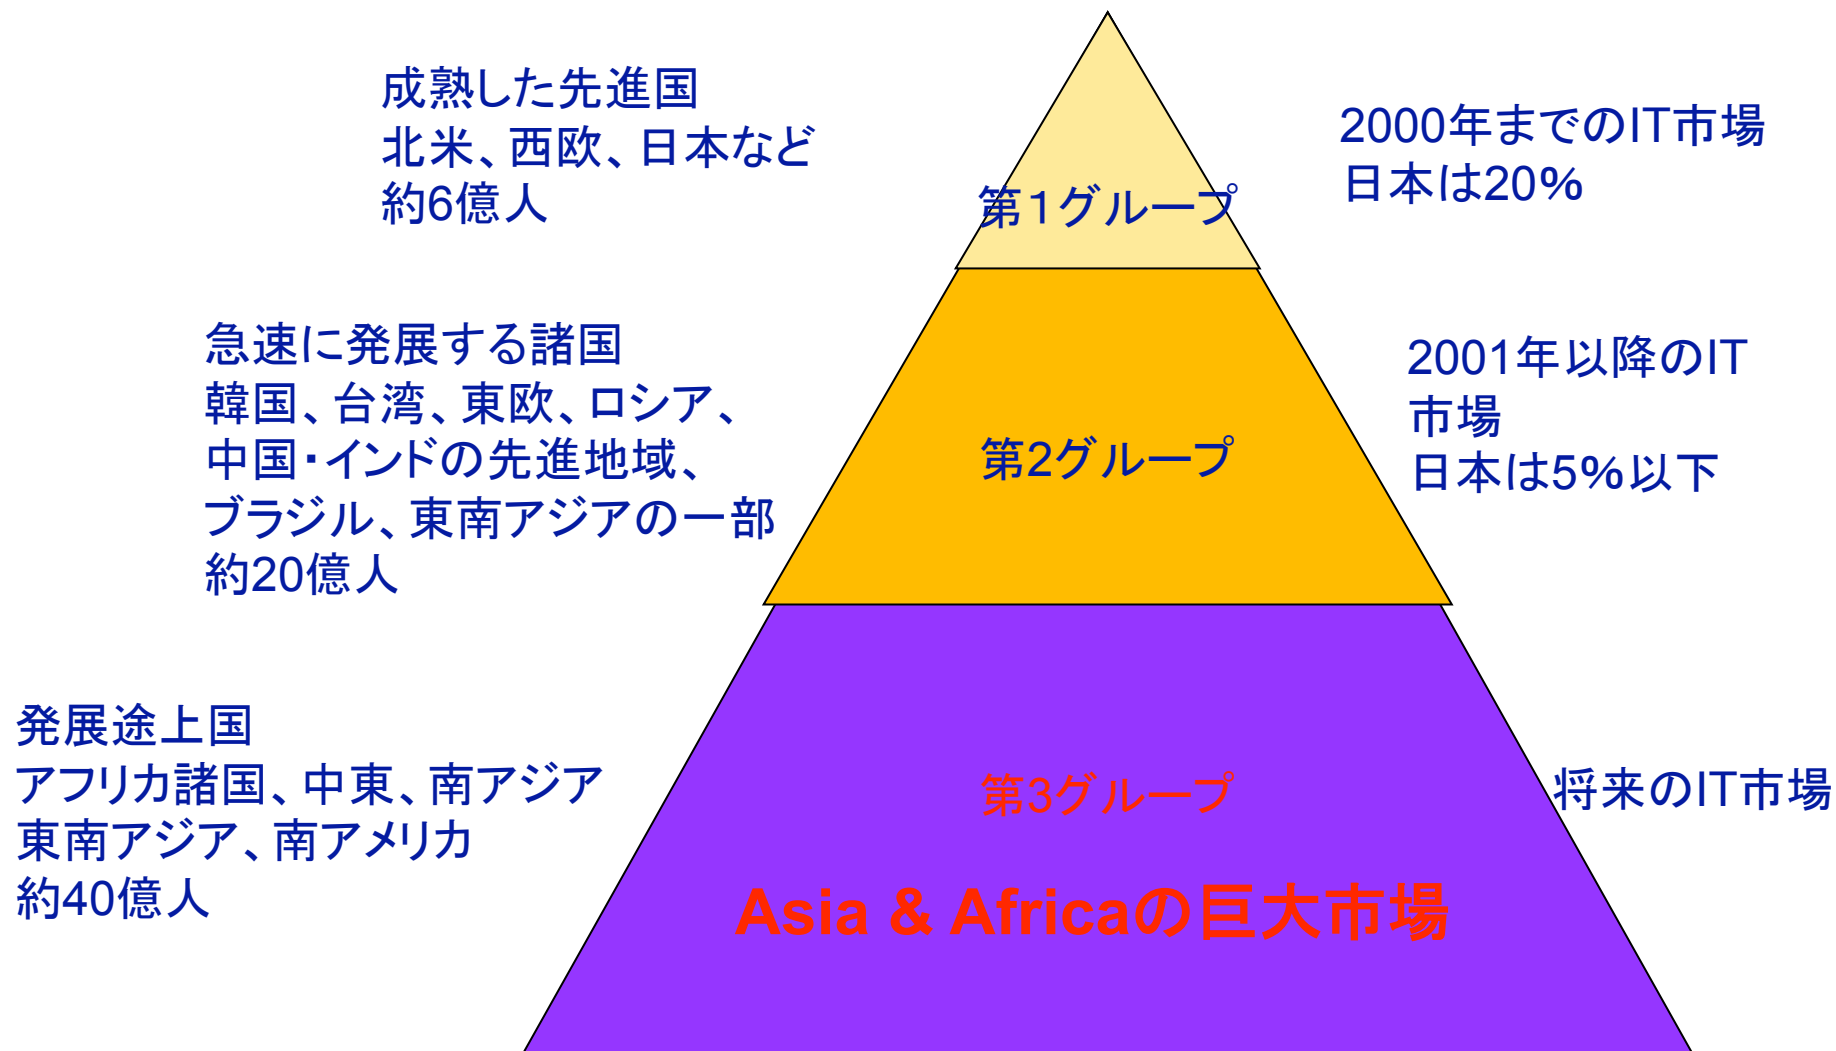 成熟した先進国
北米、西欧、日本など
約6億人
第1グループ
2000年までのIT市場
日本は20%
急速に発展する諸国
韓国、台湾、東欧、ロシア、
中国・インドの先進地域、
ブラジル、東南アジアの一部
約20億人
第2グループ
2001年以降のIT
市場
日本は5%以下
発展途上国
アフリカ諸国、中東、南アジア
東南アジア、南アメリカ
約40億人
第3グループ
Asia & Africaの巨大市場
将来のIT市場